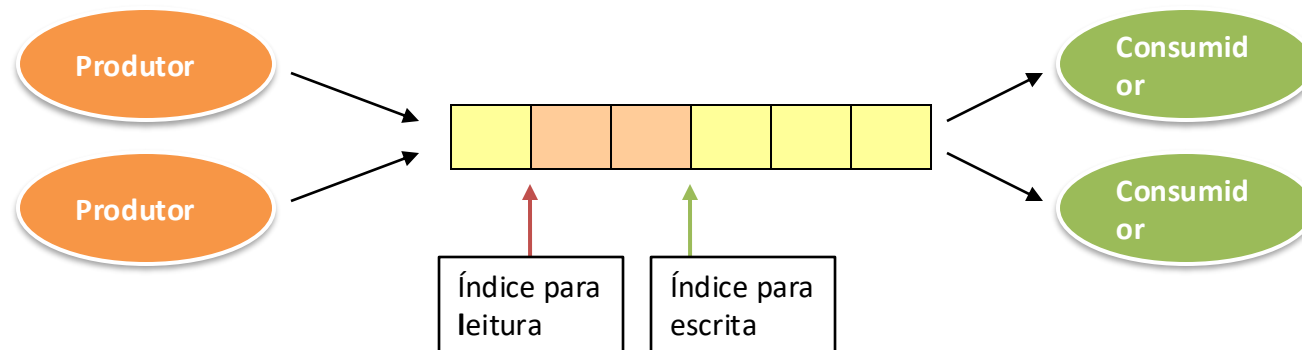 Produtor
Produtor
Consumid
or
Consumid
or
Índice para
leitura
Índice para
escrita